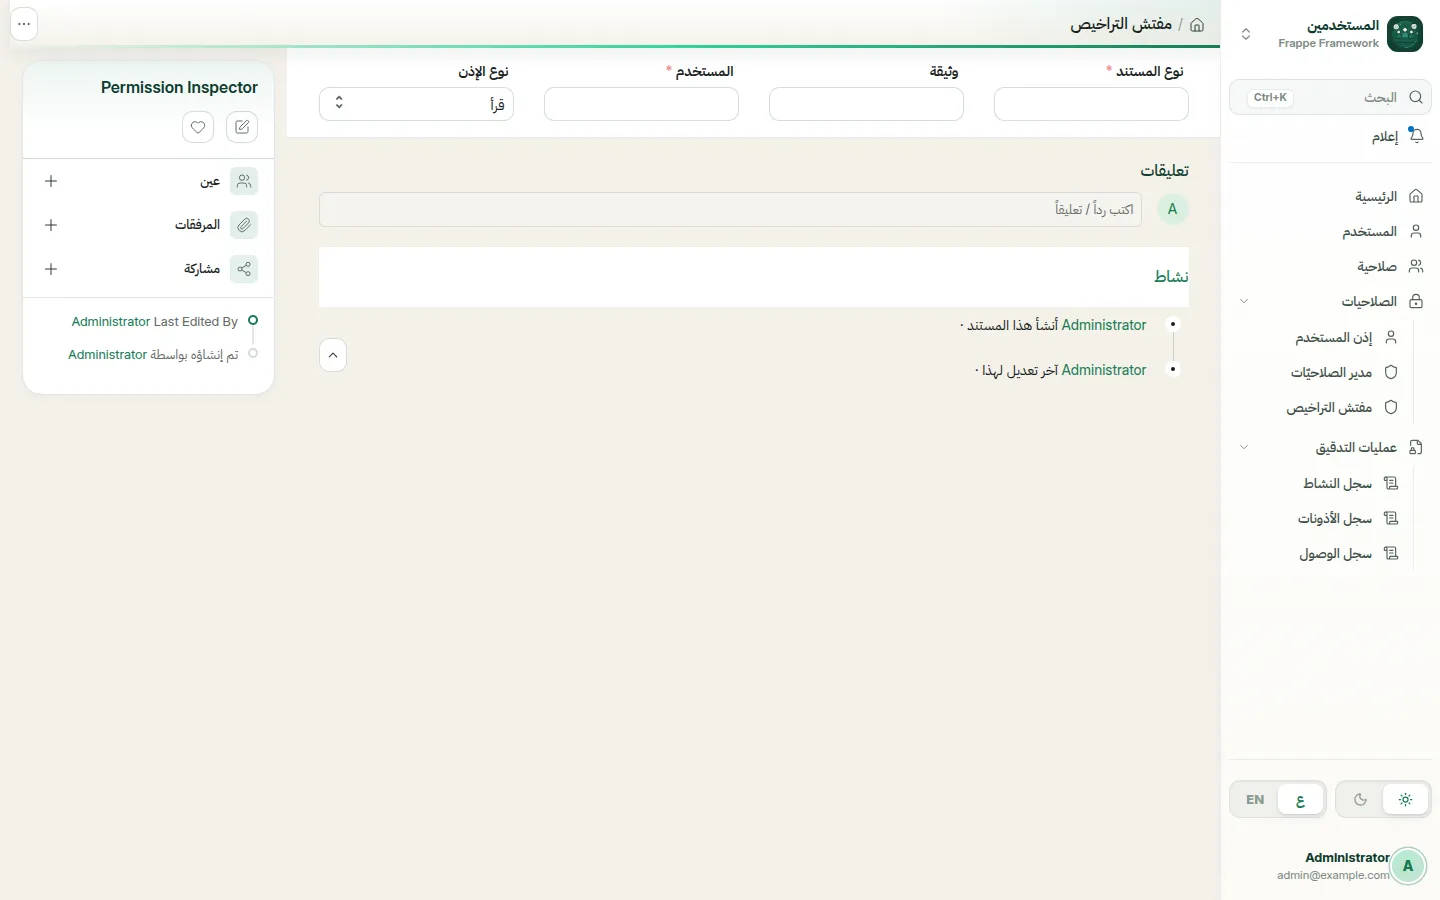 المستخدمين
Frappe Framework
البحث
Ctrl+K
إعلام
الرئيسية
المستخدم
صلاحية
الصلاحيات
إذن المستخدم
مدير الصلاحيّات
مفتش التراخيص
عمليات التدقيق
سجل النشاط
سجل الأذونات
سجل الوصول
ع
EN
Administrator
admin@example.com
A
/ مفتش التراخيص
نوع المستند *
وثيقة
المستخدم *
نوع الإذن
قرأ
تعليقات
A
اكتب رداً / تعليقاً
نشاط
Administrator أنشأ هذا المستند ·
Administrator آخر تعديل لهذا ·
Permission Inspector
عين
المرفقات
مشاركة
Administrator Last Edited By
تم إنشاؤه بواسطة Administrator